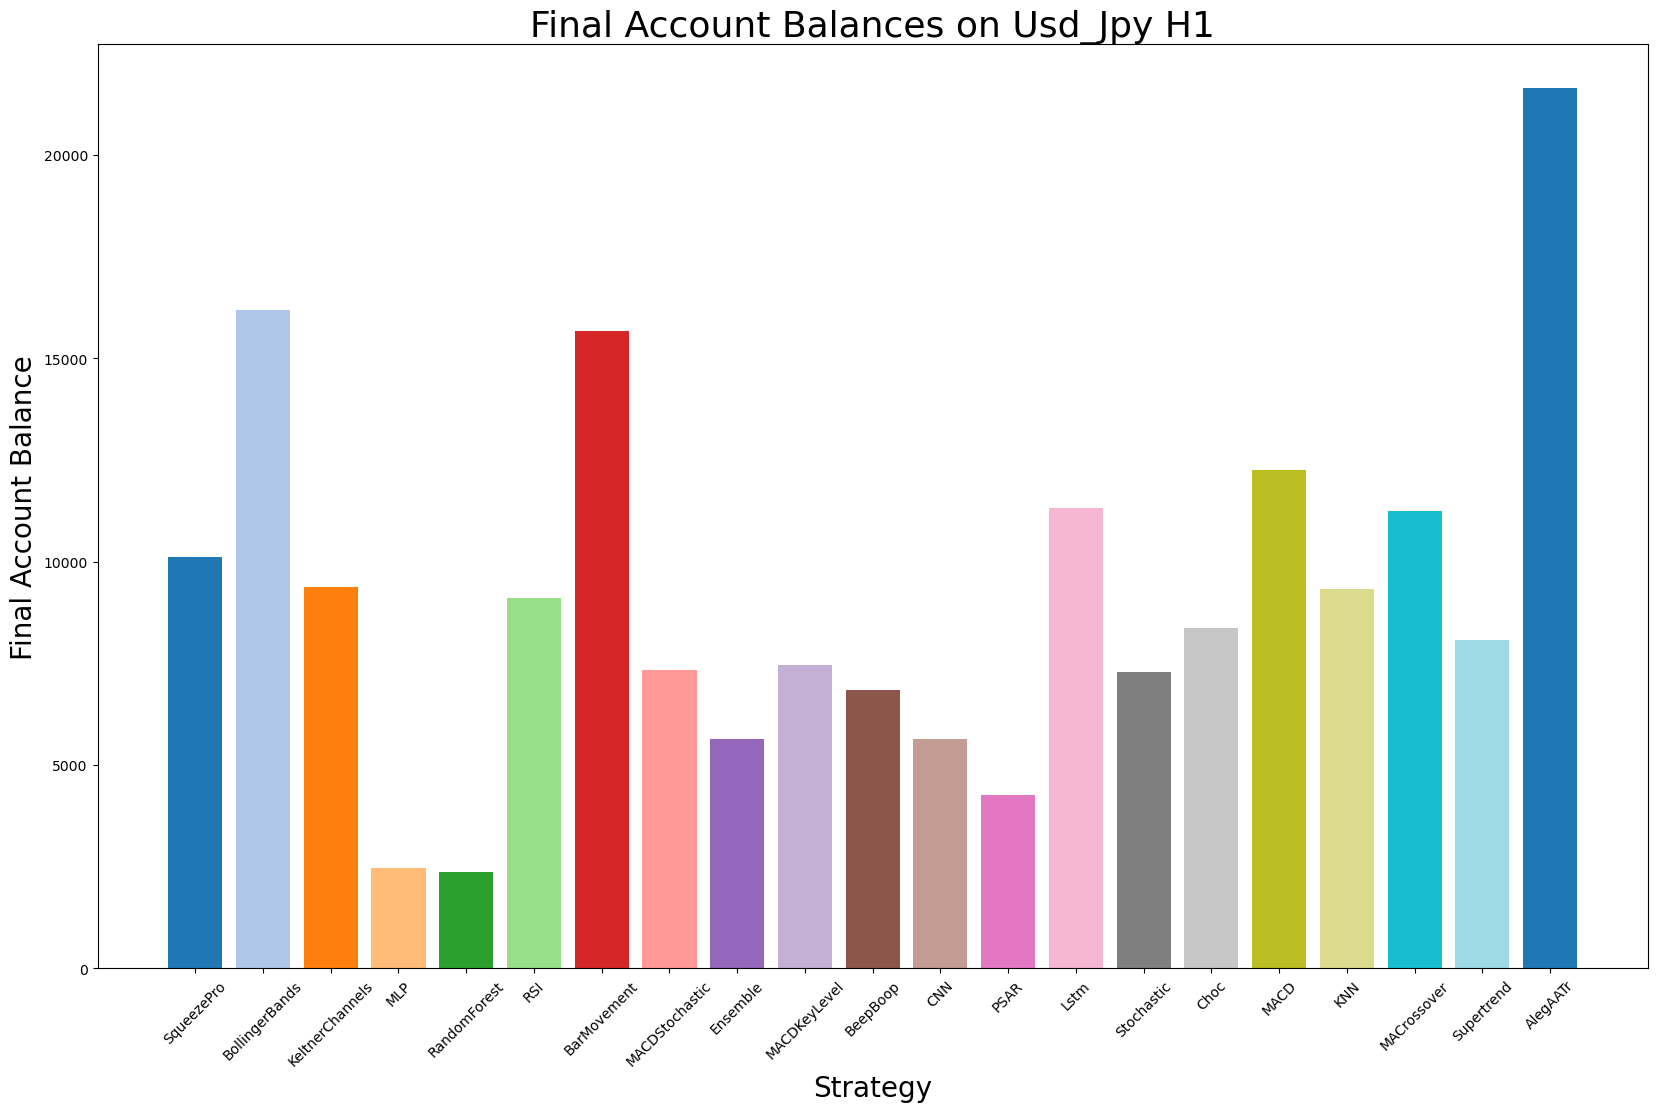 Final Account Balances on Usd_Jpy H1
Final Account Balance
20000
15000
10000
5000
0
SqueezePro
BollingerBands
KeltnerChannels
MLP
RandomForest
RSI
BarMovement
MACDStochastic
Ensemble
MACDKeyLevel
BeepBoop
CNN
PSAR
Lstm
Stochastic
Choc
MACD
KNN
MACrossover
Supertrend
AlegAATr
Strategy